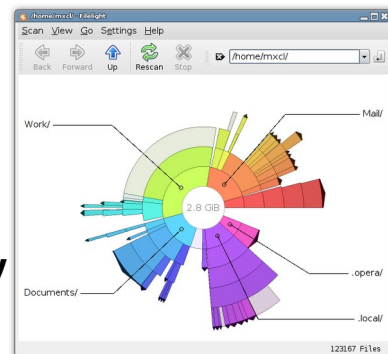 /home/mxcl/ - Filelight
Scan View Go Settings Help
Back Forward Up Rescan Stop
/home/mxcl/
Work/
Mail/
2.8 GiB
.opera/
Documents/
.local/
123167 Files